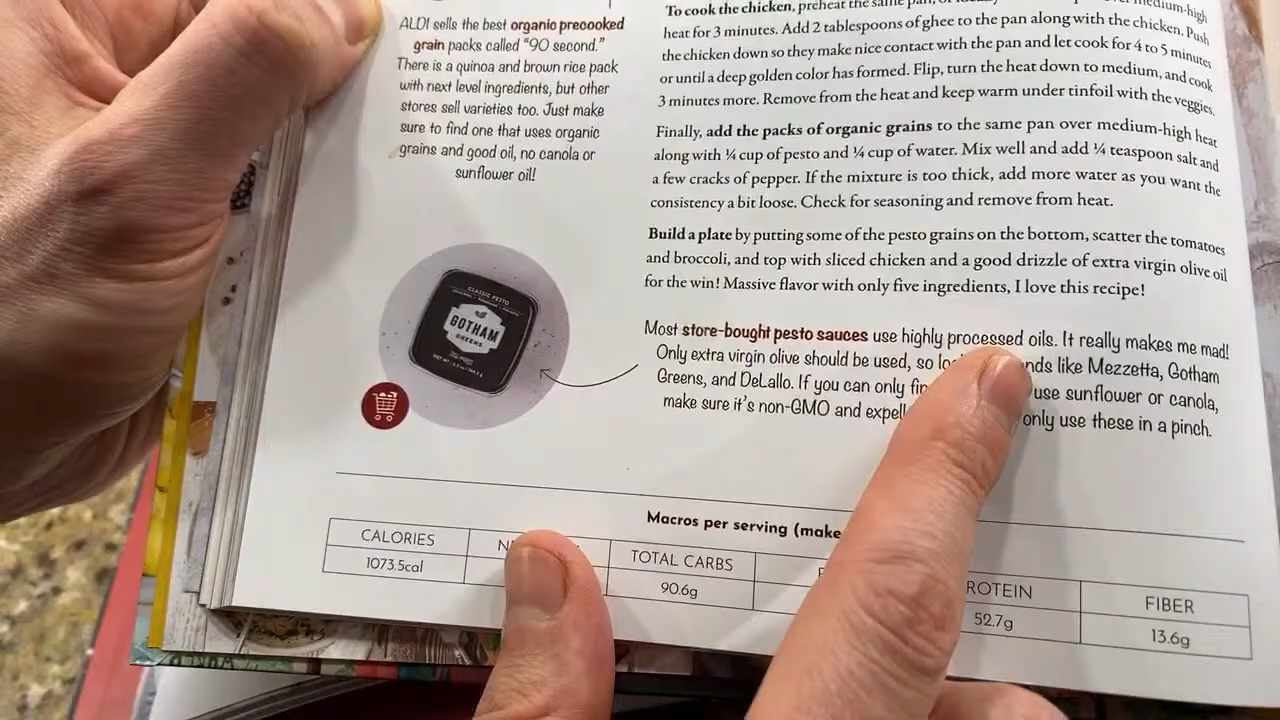 ALDI sells the best organic precooked
grain packs called “90 second.”
There is a quinoa and brown rice pack
with next level ingredients, but other
stores sell varieties too. Just make
sure to find one that uses organic
grains and good oil, no canola or
sunflower oil!
To cook the chicken, preheat the same pan, medium-high
heat for 3 minutes. Add 2 tablespoons of ghee to the pan along with the chicken. Push
the chicken down so they make nice contact with the pan and let cook for 4 to 5 minutes
or until a deep golden color has formed. Flip, turn the heat down to medium, and cook
3 minutes more. Remove from the heat and keep warm under tinfoil with the veggies.
Finally, add the packs of organic grains to the same pan over medium-high heat
along with ¼ cup of pesto and ¼ cup of water. Mix well and add ¼ teaspoon salt and
a few cracks of pepper. If the mixture is too thick, add more water as you want the
consistency a bit loose. Check for seasoning and remove from heat.
Build a plate by putting some of the pesto grains on the bottom, scatter the tomatoes
and broccoli, and top with sliced chicken and a good drizzle of extra virgin olive oil
for the win! Massive flavor with only five ingredients, I love this recipe!
CLASSIC PESTO
GOTHAM
GREENS
Most store-bought pesto sauces use highly processed oils. It really makes me mad!
Only extra virgin olive should be used, so like Mezzetta, Gotham
Greens, and DeLallo. If you can only use sunflower or canola,
make sure it’s non-GMO and only use these in a pinch.
Macros per serving
CALORIES TOTAL CARBS FIBER
1073.5cal 90.6g 52.7g 13.6g